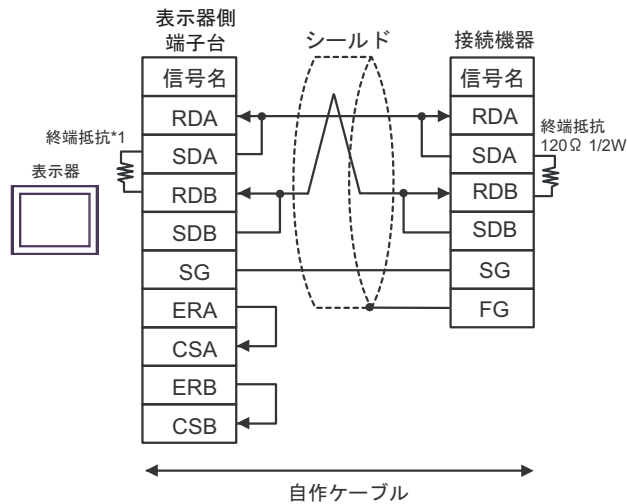 表示器側
端子台
シールド
接続機器
信号名
信号名
RDA
RDA
終端抵抗*1
SDA
SDA
終端抵抗
120Ω 1/2W
表示器
RDB
RDB
SDB
SDB
SG
SG
ERA
FG
CSA
ERB
CSB
自作ケーブル